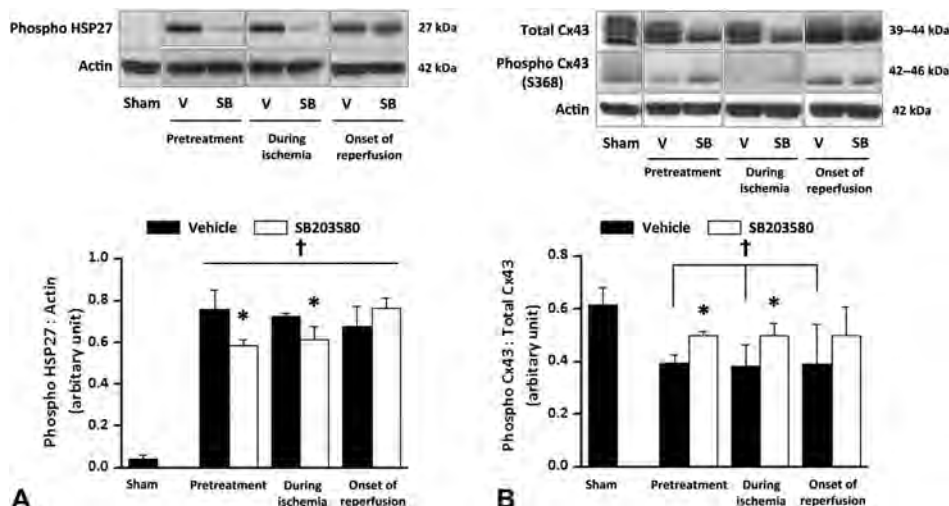 Phospho HSP27
27 kDa
Actin
42 kDa
Sham V SB V SB V SB
Pretreatment During ischemia Onset of reperfusion
Vehicle SB203580
†
Phospho HSP27 : Actin
(arbitary unit)
1.0
0.8
0.6
0.4
0.2
0.0
* *
Sham Pretreatment During ischemia Onset of reperfusion
A
Total Cx43
39–44 kDa
Phospho Cx43
(S368)
42–46 kDa
Actin
42 kDa
Sham V SB V SB V SB
Pretreatment During ischemia Onset of reperfusion
Vehicle SB203580
†
Phospho Cx43 : Total Cx43
(arbitary unit)
0.8
0.6
0.4
0.2
0.0
* *
Sham Pretreatment During ischemia Onset of reperfusion
B